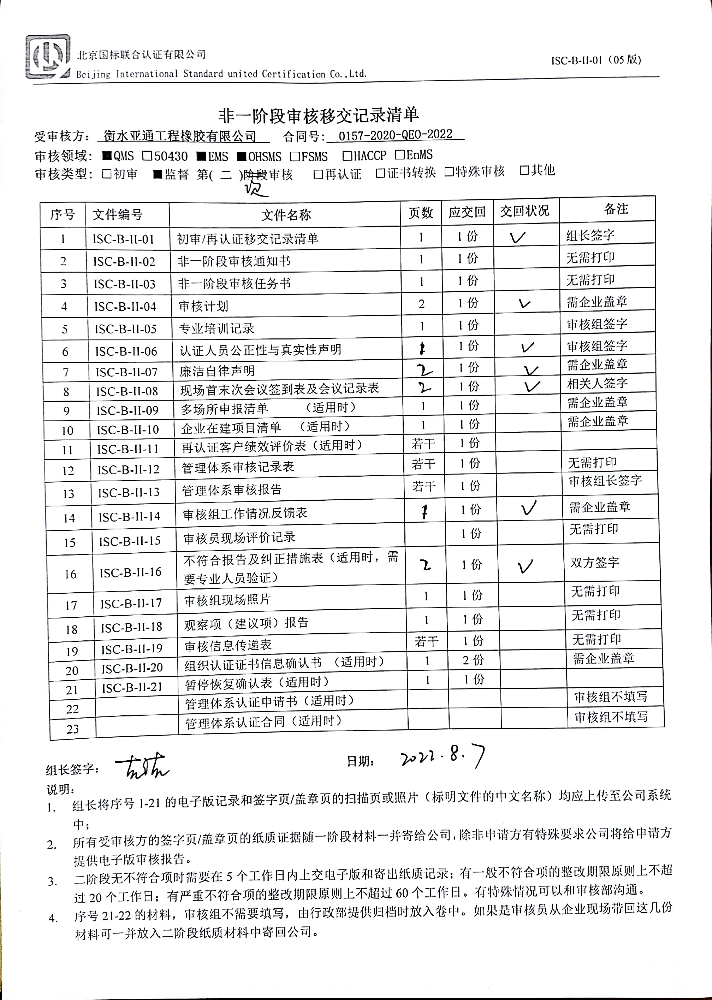 北京国标联合认证有限公司
ISC-B-II-01（05版）
Beijing International Standard united Certification Co.,Ltd.
非一阶段审核移交记录清单
受审核方： 衡水亚通工程橡胶有限公司 合同号： 0157-2020-QEO-2022
审核领域：■QMS □50430 ■EMS ■OHSMS □FSMS □HACCP □EnMS
审核类型：□初审 ■监督 第( 二 )阶段审核 □再认证 □证书转换 □特殊审核 □其他
序号 文件编号 文件名称 页数 应交回 交回状况 备注
1 ISC-B-II-01 初审/再认证移交记录清单 1 1份 ✓ 组长签字
2 ISC-B-II-02 非一阶段审核通知书 1 1份 无需打印
3 ISC-B-II-03 非一阶段审核任务书 1 1份 无需打印
4 ISC-B-II-04 审核计划 2 1份 ✓ 需企业盖章
5 ISC-B-II-05 专业培训记录 1 1份 审核组签字
6 ISC-B-II-06 认证人员公正性与真实性声明 1 1份 ✓ 审核组签字
7 ISC-B-II-07 廉洁自律声明 2 1份 ✓ 需企业盖章
8 ISC-B-II-08 现场首末次会议签到表及会议记录表 2 1份 ✓ 相关人签字
9 ISC-B-II-09 多场所申报清单 （适用时） 1 1份 需企业盖章
10 ISC-B-II-10 企业在建项目清单 （适用时） 1 1份 需企业盖章
11 ISC-B-II-11 再认证客户绩效评价表（适用时） 若干 1份
12 ISC-B-II-12 管理体系审核记录表 若干 1份 无需打印
13 ISC-B-II-13 管理体系审核报告 若干 1份 审核组长签字
14 ISC-B-II-14 审核组工作情况反馈表 1 1份 ✓ 需企业盖章
15 ISC-B-II-15 审核员现场评价记录 1份 无需打印
16 ISC-B-II-16 不符合报告及纠正措施表（适用时，需 2 1份 ✓ 双方签字
要专业人员验证）
17 ISC-B-II-17 审核组现场照片 1 1份 无需打印
18 ISC-B-II-18 观察项（建议项）报告 1 1份 无需打印
19 ISC-B-II-19 审核信息传递表 若干 1份 无需打印
20 ISC-B-II-20 组织认证证书信息确认书 （适用时） 1 2份 需企业盖章
21 ISC-B-II-21 暂停恢复确认表（适用时） 1 1份
22 管理体系认证申请书（适用时） 审核组不填写
23 管理体系认证合同（适用时） 审核组不填写
组长签字： 日期： 2022.8.7
说明：
1. 组长将序号 1-21 的电子版记录和签字页/盖章页的扫描页或照片（标明文件的中文名称）均应上传至公司系统
中；
2. 所有受审核方的签字页/盖章页的纸质证据随一阶段材料一并寄给公司，除非申请方有特殊要求公司将给申请方
提供电子版审核报告。
3. 二阶段无不符合项时需要在 5 个工作日内上交电子版和寄出纸质记录；有一般不符合项的整改期限原则上不超
过 20 个工作日；有严重不符合项的整改期限原则上不超过 60 个工作日。有特殊情况可以和审核部沟通。
4. 序号 21-22 的材料，审核组不需要填写，由行政部提供归档时放入卷中。如果是审核员从企业现场带回这几份
材料可一并放入二阶段纸质材料中寄回公司。